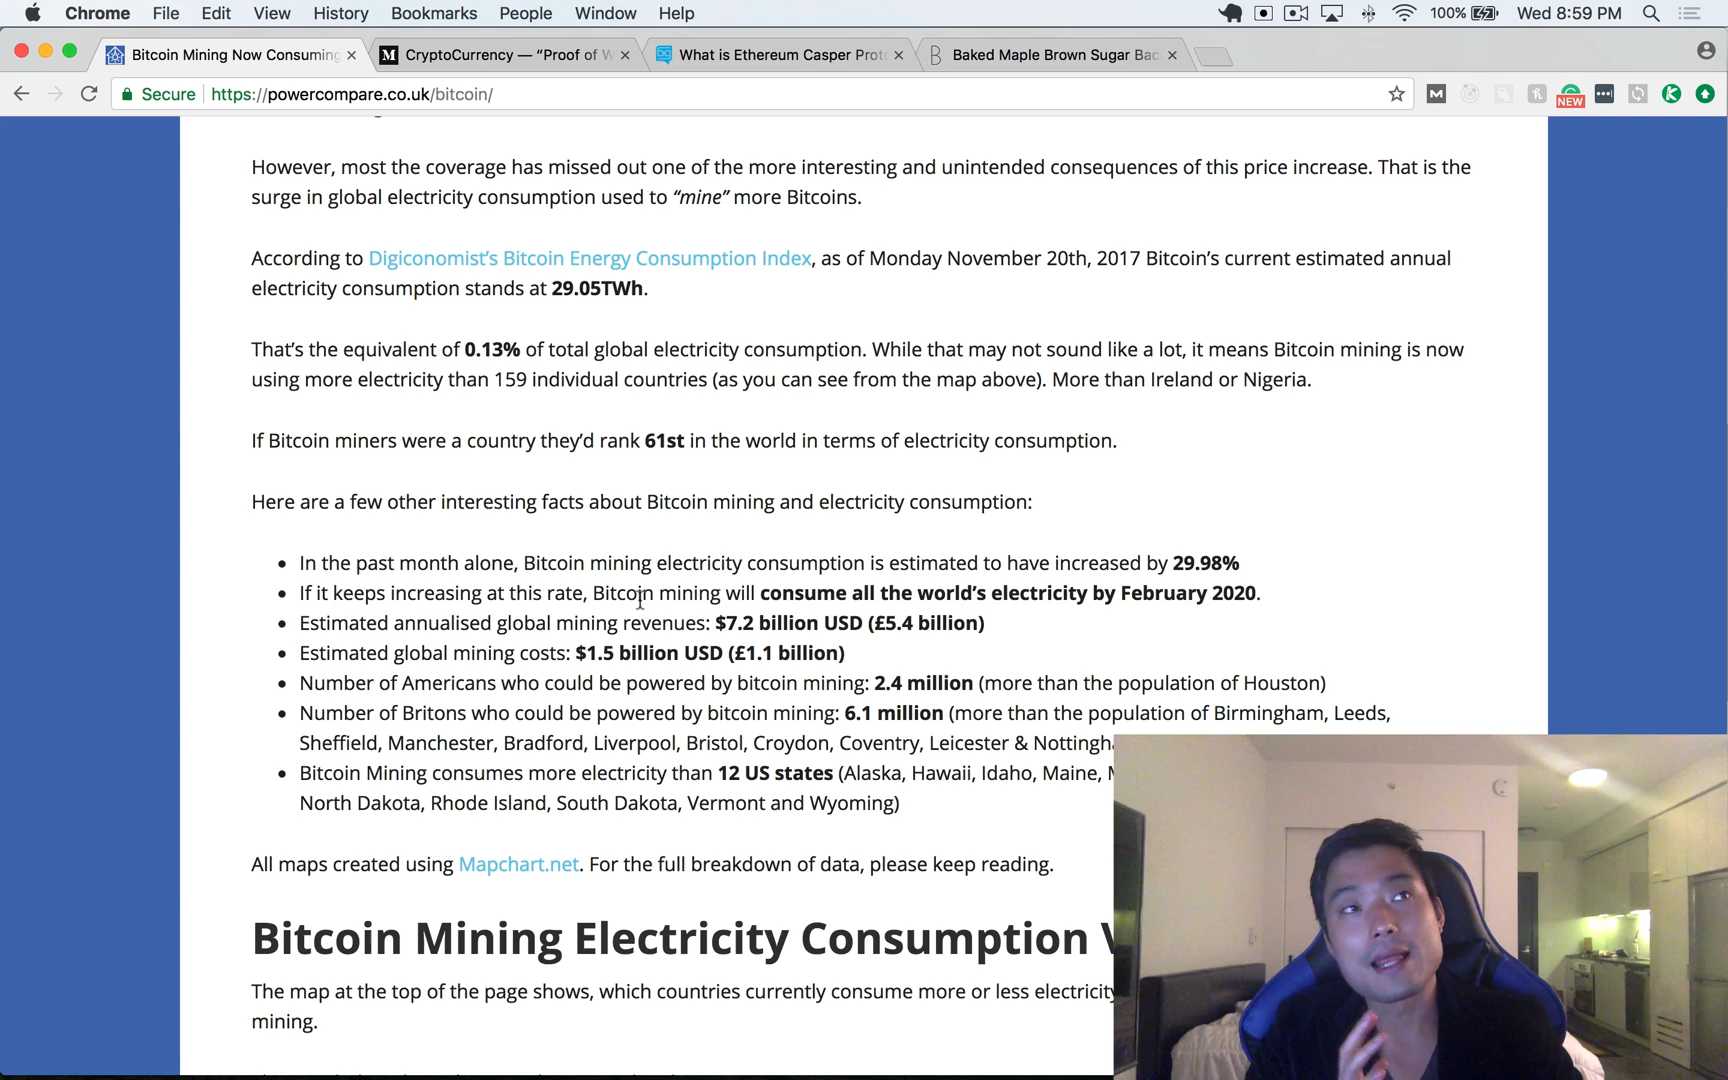 Chrome File Edit View History Bookmarks People Window Help 100% Wed 8:59 PM
Bitcoin Mining Now Consuming CryptoCurrency — “Proof of W What is Ethereum Casper Proto Baked Maple Brown Sugar Bac
Secure https://powercompare.co.uk/bitcoin/ NEW
However, most the coverage has missed out one of the more interesting and unintended consequences of this price increase. That is the
surge in global electricity consumption used to “mine” more Bitcoins.
According to Digiconomist’s Bitcoin Energy Consumption Index, as of Monday November 20th, 2017 Bitcoin’s current estimated annual
electricity consumption stands at 29.05TWh.
That’s the equivalent of 0.13% of total global electricity consumption. While that may not sound like a lot, it means Bitcoin mining is now
using more electricity than 159 individual countries (as you can see from the map above). More than Ireland or Nigeria.
If Bitcoin miners were a country they’d rank 61st in the world in terms of electricity consumption.
Here are a few other interesting facts about Bitcoin mining and electricity consumption:
• In the past month alone, Bitcoin mining electricity consumption is estimated to have increased by 29.98%
• If it keeps increasing at this rate, Bitcoin mining will consume all the world’s electricity by February 2020.
• Estimated annualised global mining revenues: $7.2 billion USD (£5.4 billion)
• Estimated global mining costs: $1.5 billion USD (£1.1 billion)
• Number of Americans who could be powered by bitcoin mining: 2.4 million (more than the population of Houston)
• Number of Britons who could be powered by bitcoin mining: 6.1 million (more than the population of Birmingham, Leeds,
Sheffield, Manchester, Bradford, Liverpool, Bristol, Croydon, Coventry, Leicester & Nottingh
• Bitcoin Mining consumes more electricity than 12 US states (Alaska, Hawaii, Idaho, Maine,
North Dakota, Rhode Island, South Dakota, Vermont and Wyoming)
All maps created using Mapchart.net. For the full breakdown of data, please keep reading.
Bitcoin Mining Electricity Consumption
The map at the top of the page shows, which countries currently consume more or less electricity
mining.